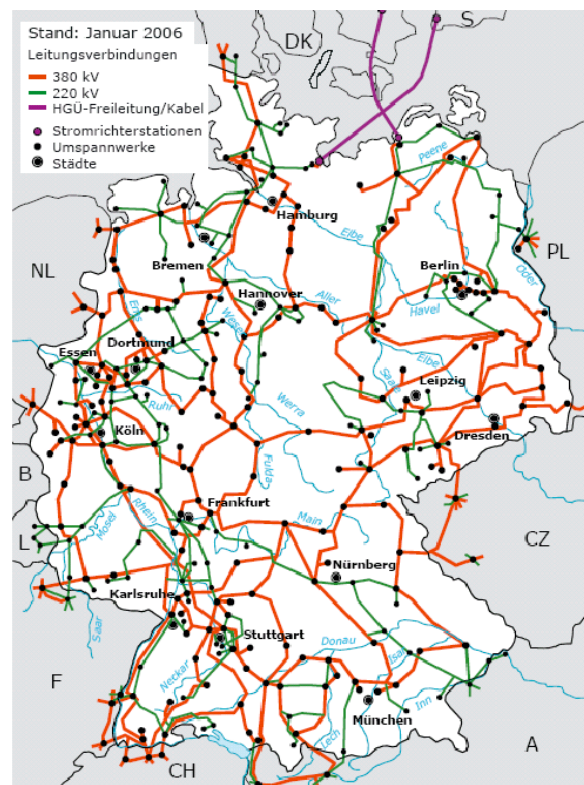 Stand: Januar 2006
Leitungsverbindungen
380 kV
220 kV
HGÜ-Freileitung/Kabel
Stromrichterstationen
Umspannwerke
Städte
DK
S
Peene
Hamburg
Elbe
PL
NL
Bremen
Berlin
Oder
Hannover
Aller
Havel
Ems
Weser
Dortmund
Essen
Elbe
Saale
Leipzig
Ruhr
Werra
Köln
Dresden
B
Fulda
Frankfurt
Rhein
Mosel
Main
L
CZ
Nürnberg
Karlsruhe
Saar
Stuttgart
Donau
Isar
F
Neckar
Inn
München
Lech
A
CH